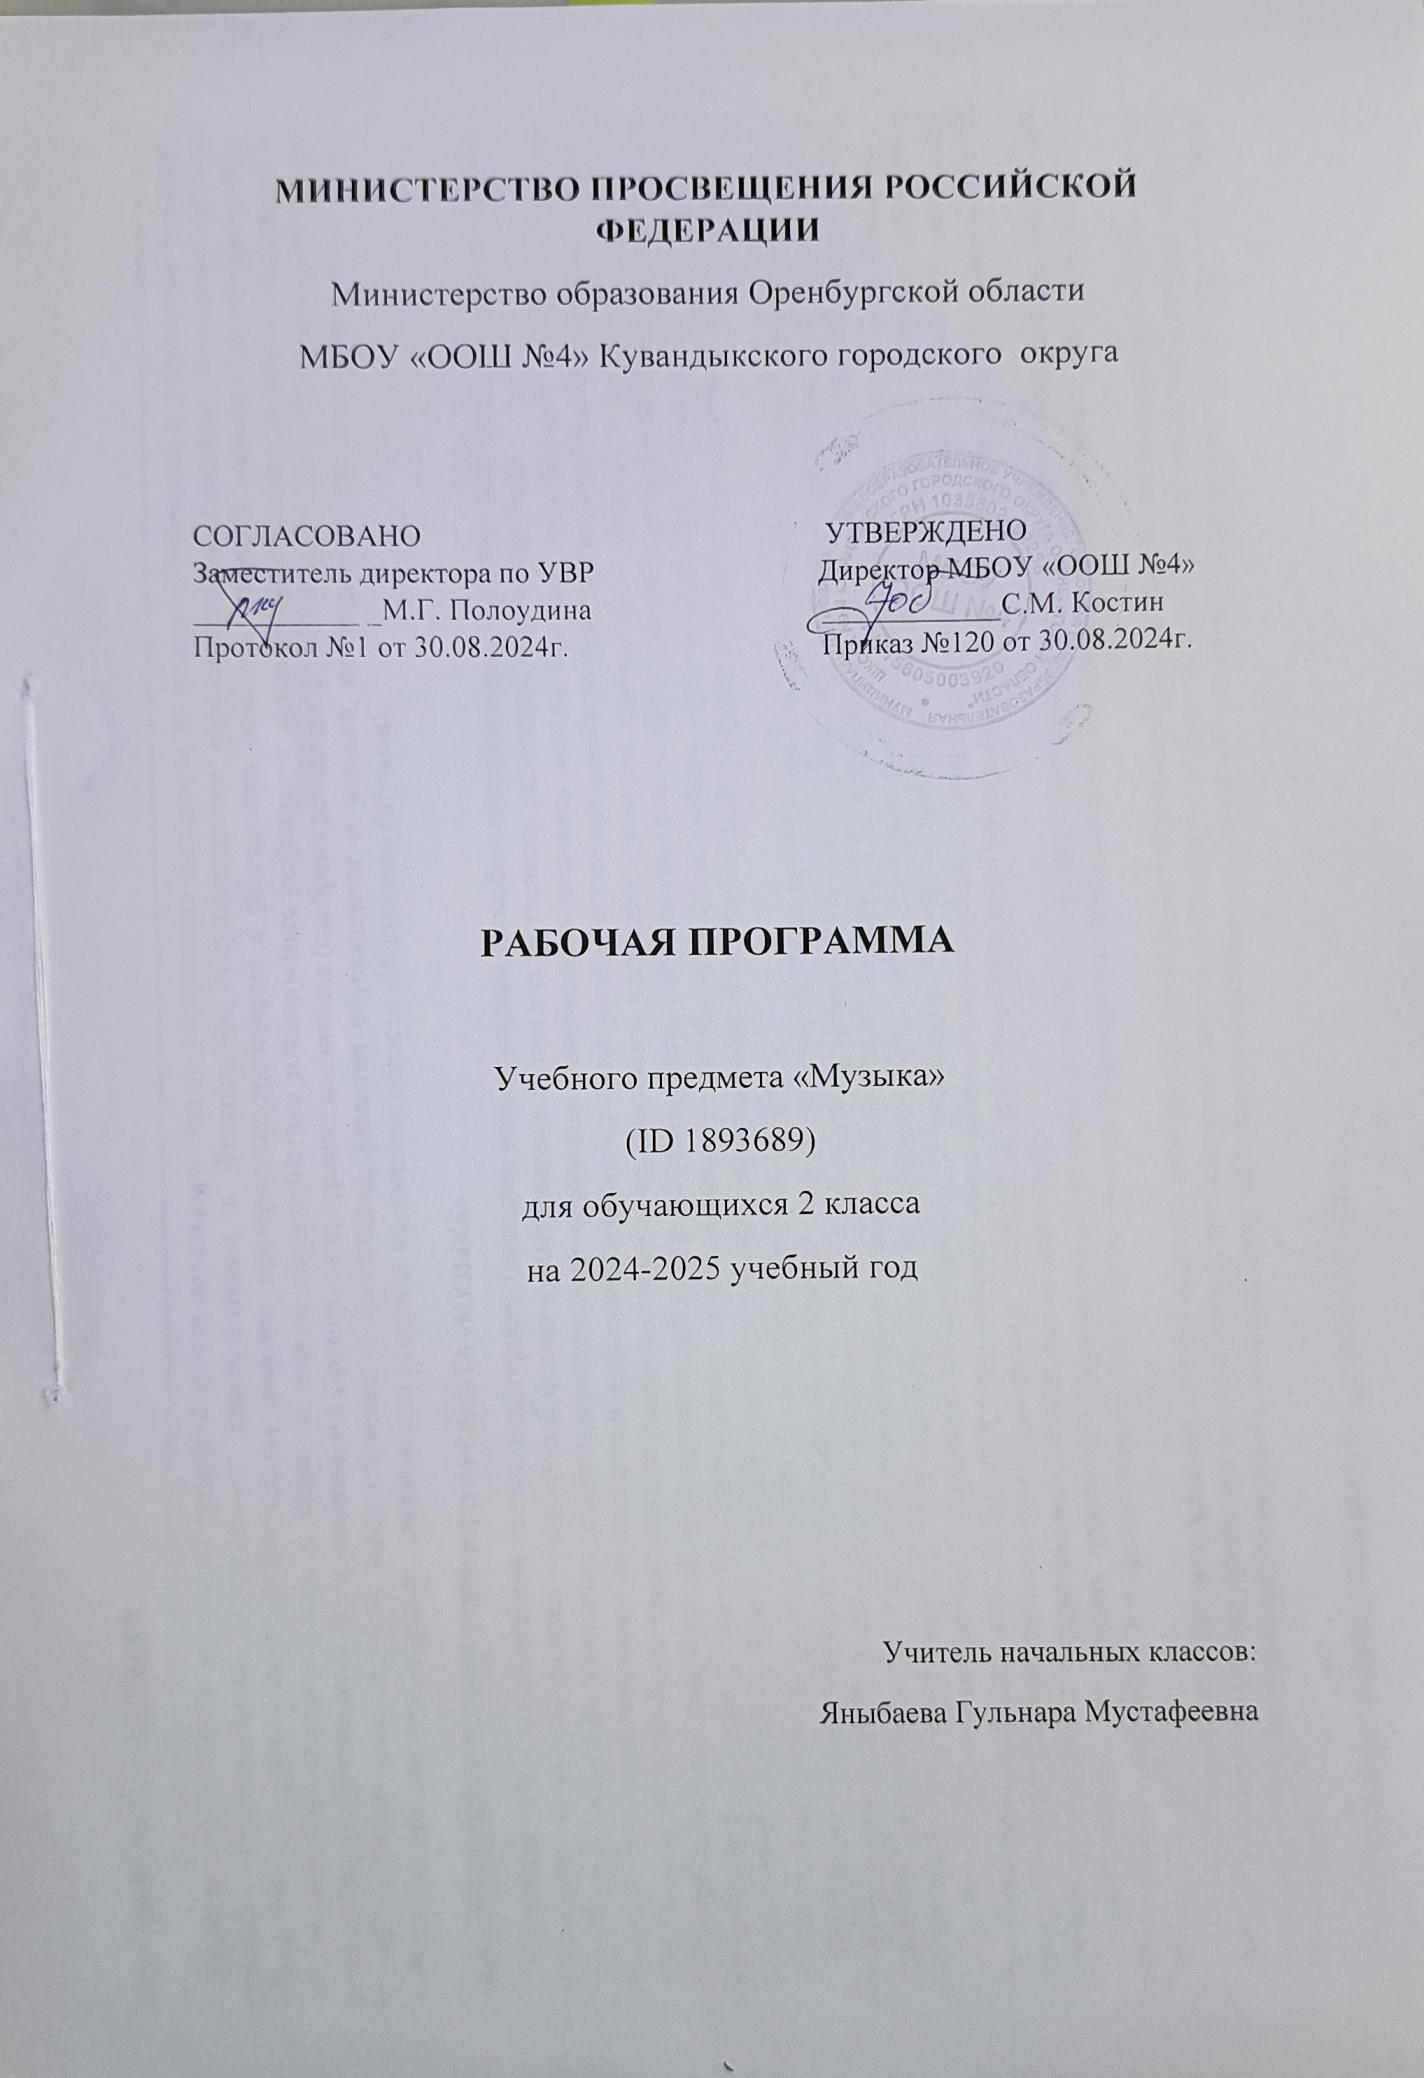 МИНИСТЕРСТВО ПРОСВЕЩЕНИЯ РОССИЙСКОЙ
ФЕДЕРАЦИИ
Министерство образования Оренбургской области
МБОУ «ООШ №4» Кувандыкского городского округа
СОГЛАСОВАНО
Заместитель директора по УВР
____________ _М.Г. Полоудина
Протокол №1 от 30.08.2024г.
УТВЕРЖДЕНО
Директор МБОУ «ООШ №4»
____________С.М. Костин
Приказ №120 от 30.08.2024г.
РАБОЧАЯ ПРОГРАММА
Учебного предмета «Музыка»
(ID 1893689)
для обучающихся 2 класса
на 2024-2025 учебный год
Учитель начальных классов:
Яныбаева Гульнара Мустафеевна